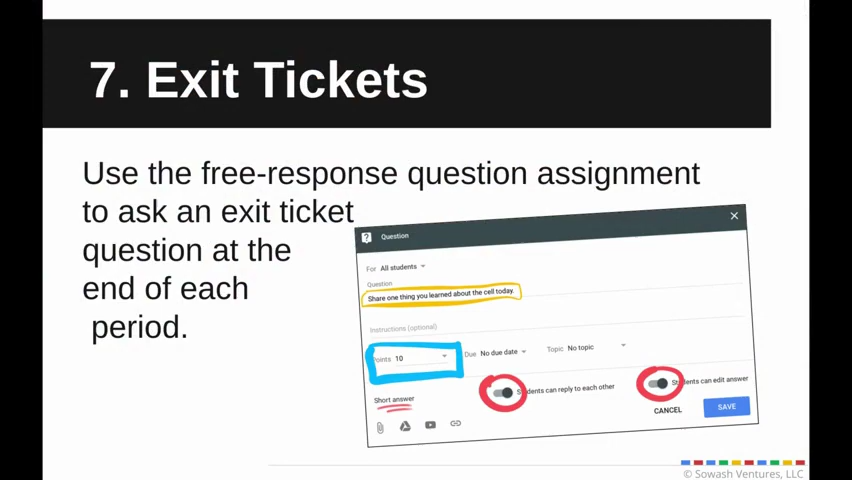 7. Exit Tickets
Use the free-response question assignment
to ask an exit ticket
question at the
end of each
period.
Question
For All students
Question
Share one thing you learned about the cell today.
Instructions (optional)
Points 10 Due No due date Topic No topic
Short answer Students can reply to each other Students can edit answer
CANCEL SAVE
© Sowash Ventures, LLC